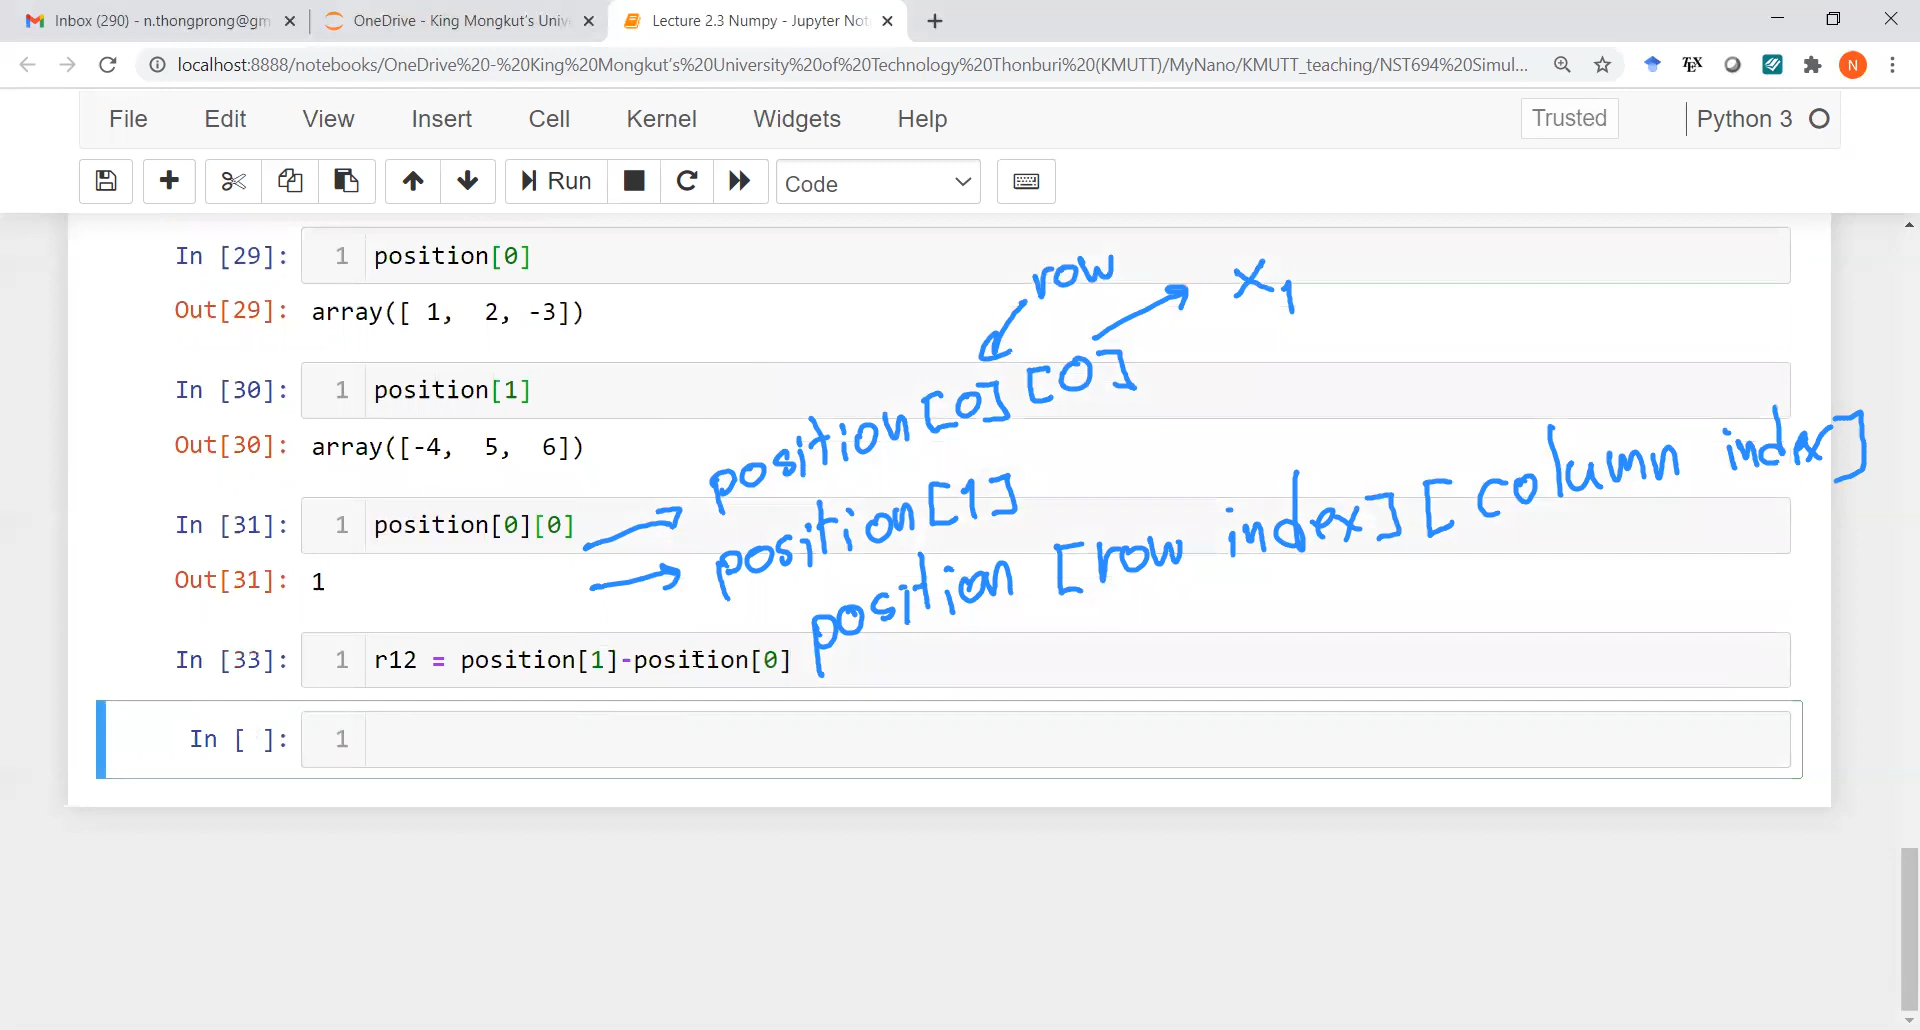 Inbox (290) - n.thongprong@gm
OneDrive - King Mongkut's Univ
Lecture 2.3 Numpy - Jupyter Not
localhost:8888/notebooks/OneDrive%20-%20King%20Mongkut's%20University%20of%20Technology%20Thonburi%20(KMUTT)/MyNano/KMUTT_teaching/NST694%20Simul...
TEX
N
File Edit View Insert Cell Kernel Widgets Help Trusted Python 3
Run Code
In [29]: 1 position[0]
row
x1
Out[29]: array([ 1, 2, -3])
In [30]: 1 position[1]
position[0][0]
Out[30]: array([-4, 5, 6])
In [31]: 1 position[0][0]
position[1]
position [row index][column index]
Out[31]: 1
In [33]: 1 r12 = position[1]-position[0]
In [ ]: 1